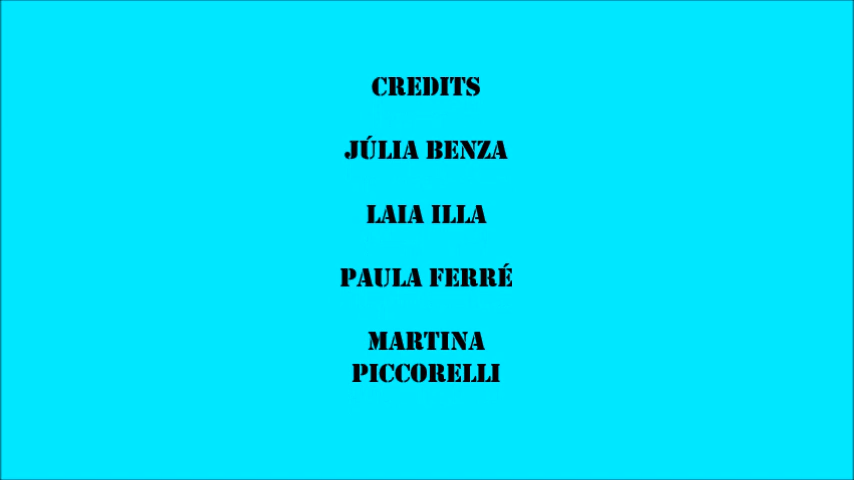 CREDITS
JÚLIA BENZA
LAIA ILLA
PAULA FERRÉ
MARTINA
PICCORELLI